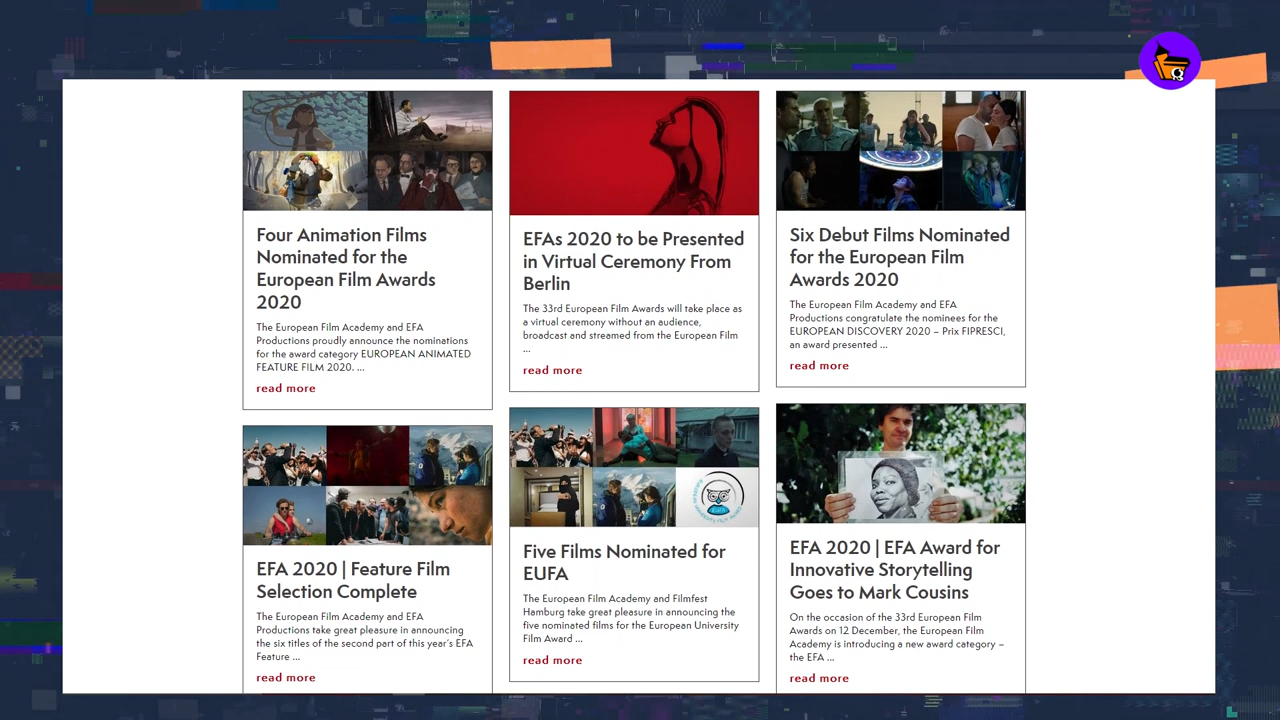 Four Animation Films
Nominated for the
European Film Awards
2020
The European Film Academy and EFA
Productions proudly announce the nominations
for the award category EUROPEAN ANIMATED
FEATURE FILM 2020. ...
read more
EFAs 2020 to be Presented
in Virtual Ceremony From
Berlin
The 33rd European Film Awards will take place as
a virtual ceremony without an audience,
broadcast and streamed from the European Film
...
read more
Six Debut Films Nominated
for the European Film
Awards 2020
The European Film Academy and EFA
Productions congratulate the nominees for the
EUROPEAN DISCOVERY 2020 – Prix FIPRESCI,
an award presented ...
read more
EFA 2020 | Feature Film
Selection Complete
The European Film Academy and EFA
Productions take great pleasure in announcing
the six titles of the second part of this year's EFA
Feature ...
read more
Five Films Nominated for
EUFA
The European Film Academy and Filmfest
Hamburg take great pleasure in announcing the
five nominated films for the European University
Film Award ...
read more
EFA 2020 | EFA Award for
Innovative Storytelling
Goes to Mark Cousins
On the occasion of the 33rd European Film
Awards on 12 December, the European Film
Academy is introducing a new award category –
the EFA ...
read more